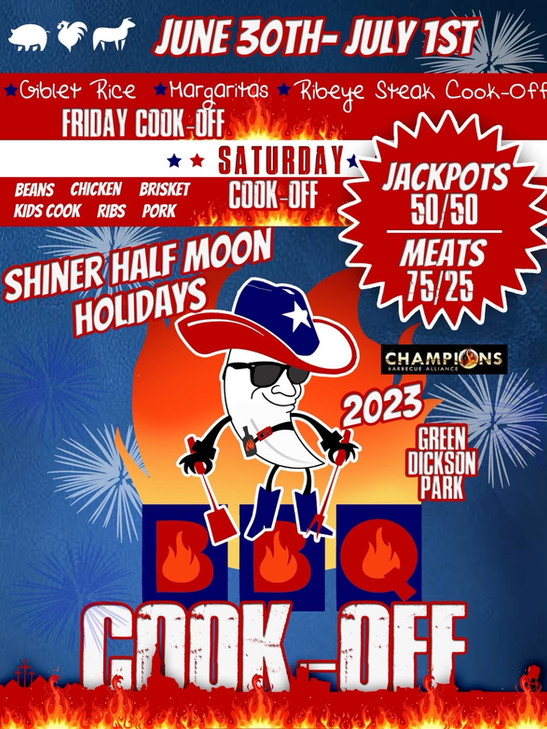 JUNE 30TH- JULY 1ST
Giblet Rice Margaritas Ribeye Steak Cook-Off
FRIDAY COOK-OFF
SATURDAY
COOK-OFF
BEANS CHICKEN BRISKET
KIDS COOK RIBS PORK
JACKPOTS
50/50
MEATS
75/25
SHINER HALF MOON
HOLIDAYS
CHAMPIONS
BARBECUE ALLIANCE
2023
GREEN
DICKSON
PARK
BBQ
COOK-OFF